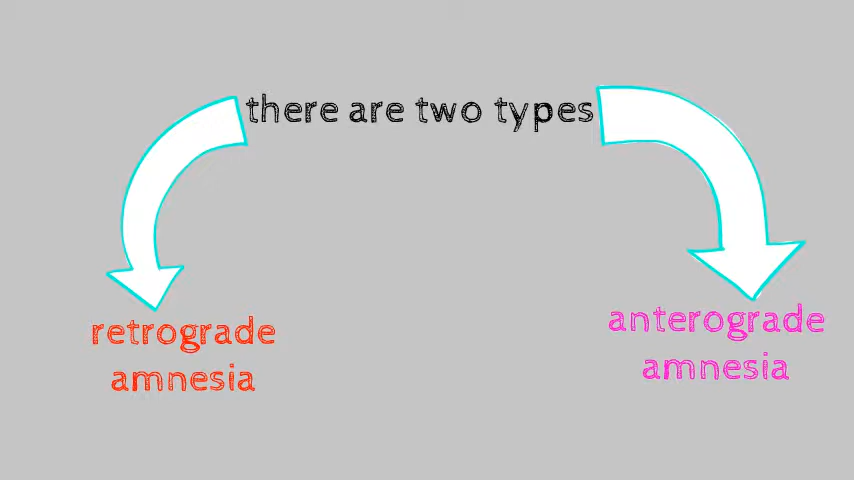 there are two types
retrograde
amnesia
anterograde
amnesia